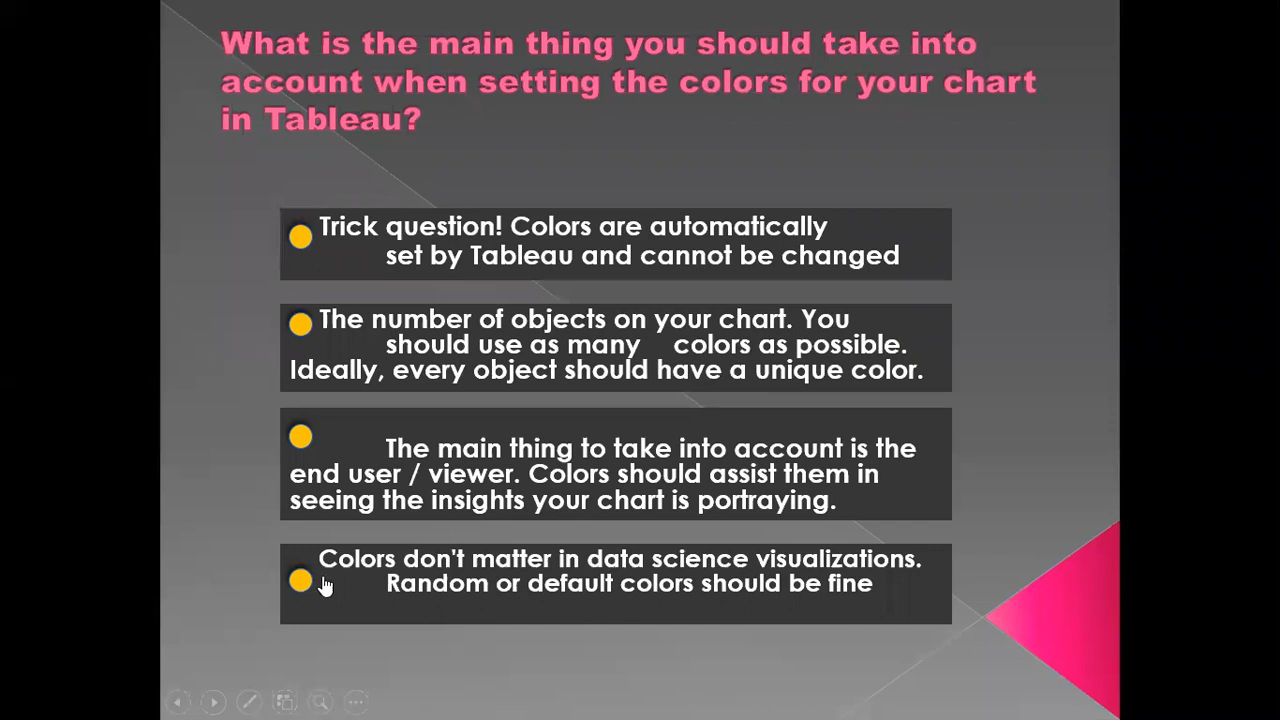 What is the main thing you should take into
account when setting the colors for your chart
in Tableau?
Trick question! Colors are automatically
set by Tableau and cannot be changed
The number of objects on your chart. You
should use as many colors as possible.
Ideally, every object should have a unique color.
The main thing to take into account is the
end user / viewer. Colors should assist them in
seeing the insights your chart is portraying.
Colors don't matter in data science visualizations.
Random or default colors should be fine